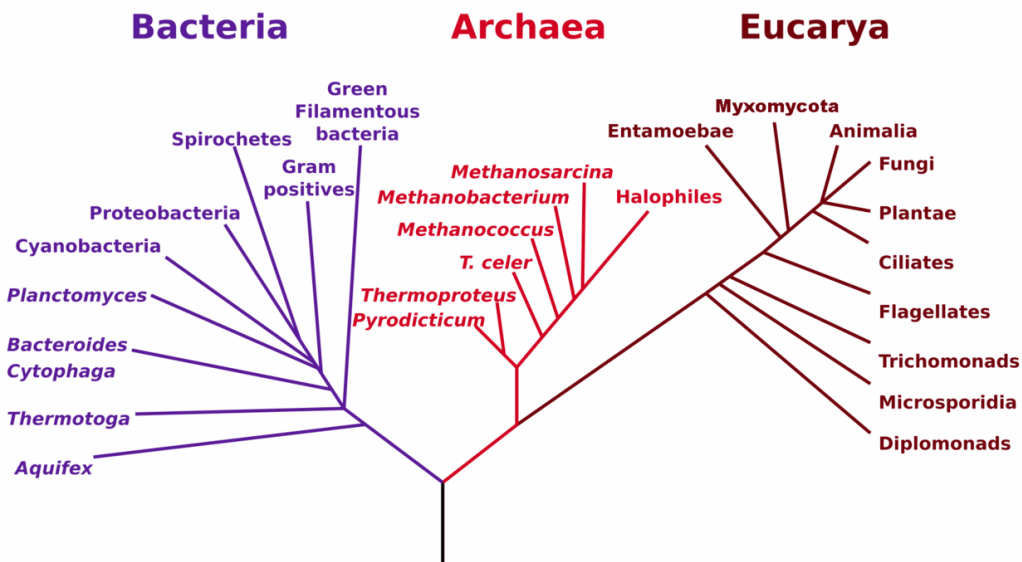 Bacteria
Archaea
Eucarya
Green
Filamentous
bacteria
Spirochetes
Gram
positives
Proteobacteria
Cyanobacteria
Planctomyces
Bacteroides
Cytophaga
Thermotoga
Aquifex
Methanosarcina
Methanobacterium
Halophiles
Methanococcus
T. celer
Thermoproteus
Pyrodicticum
Myxomycota
Entamoebae
Animalia
Fungi
Plantae
Ciliates
Flagellates
Trichomonads
Microsporidia
Diplomonads